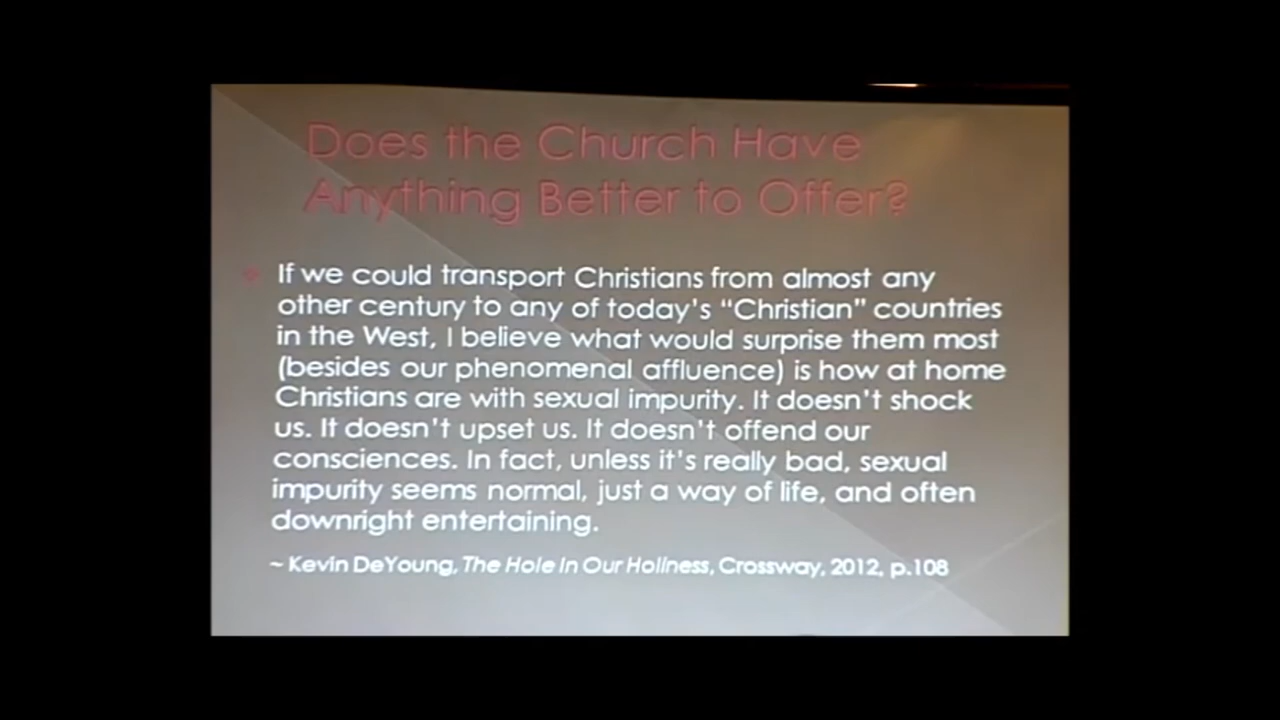 Does the Church Have
Anything Better to Offer?
If we could transport Christians from almost any
other century to any of today's “Christian” countries
in the West, I believe what would surprise them most
(besides our phenomenal affluence) is how at home
Christians are with sexual impurity. It doesn't shock
us. It doesn't upset us. It doesn't offend our
consciences. In fact, unless it's really bad, sexual
impurity seems normal, just a way of life, and often
downright entertaining.
~ Kevin DeYoung, The Hole In Our Holiness, Crossway, 2012, p.108